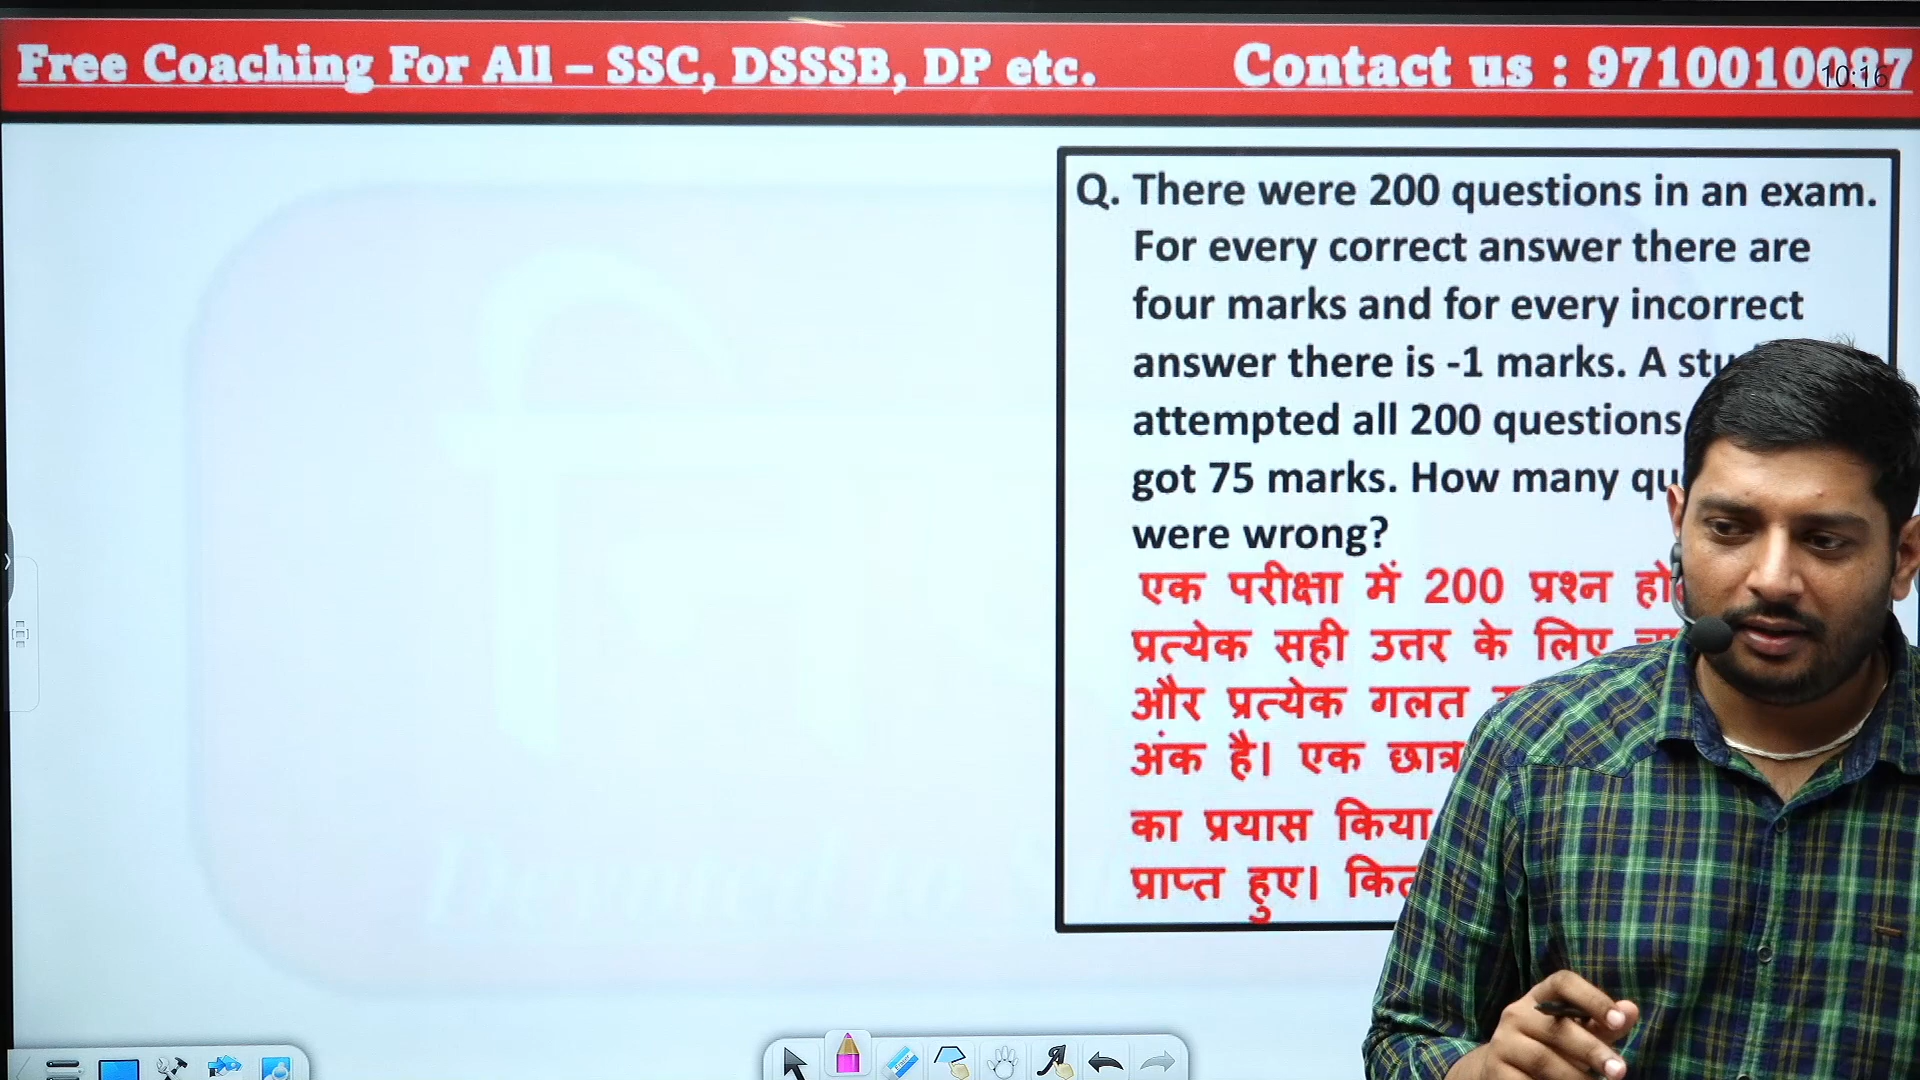 Free Coaching For All – SSC, DSSSB, DP etc. Contact us : 9710010087
10:16
Q. There were 200 questions in an exam.
For every correct answer there are
four marks and for every incorrect
answer there is -1 marks. A
attempted all 200 questions
got 75 marks. How many
were wrong?
एक परीक्षा में 200 प्रश्न
प्रत्येक सही उत्तर के लिए
और प्रत्येक गलत
अंक है। एक छात्र
का प्रयास किया
प्राप्त हुए।